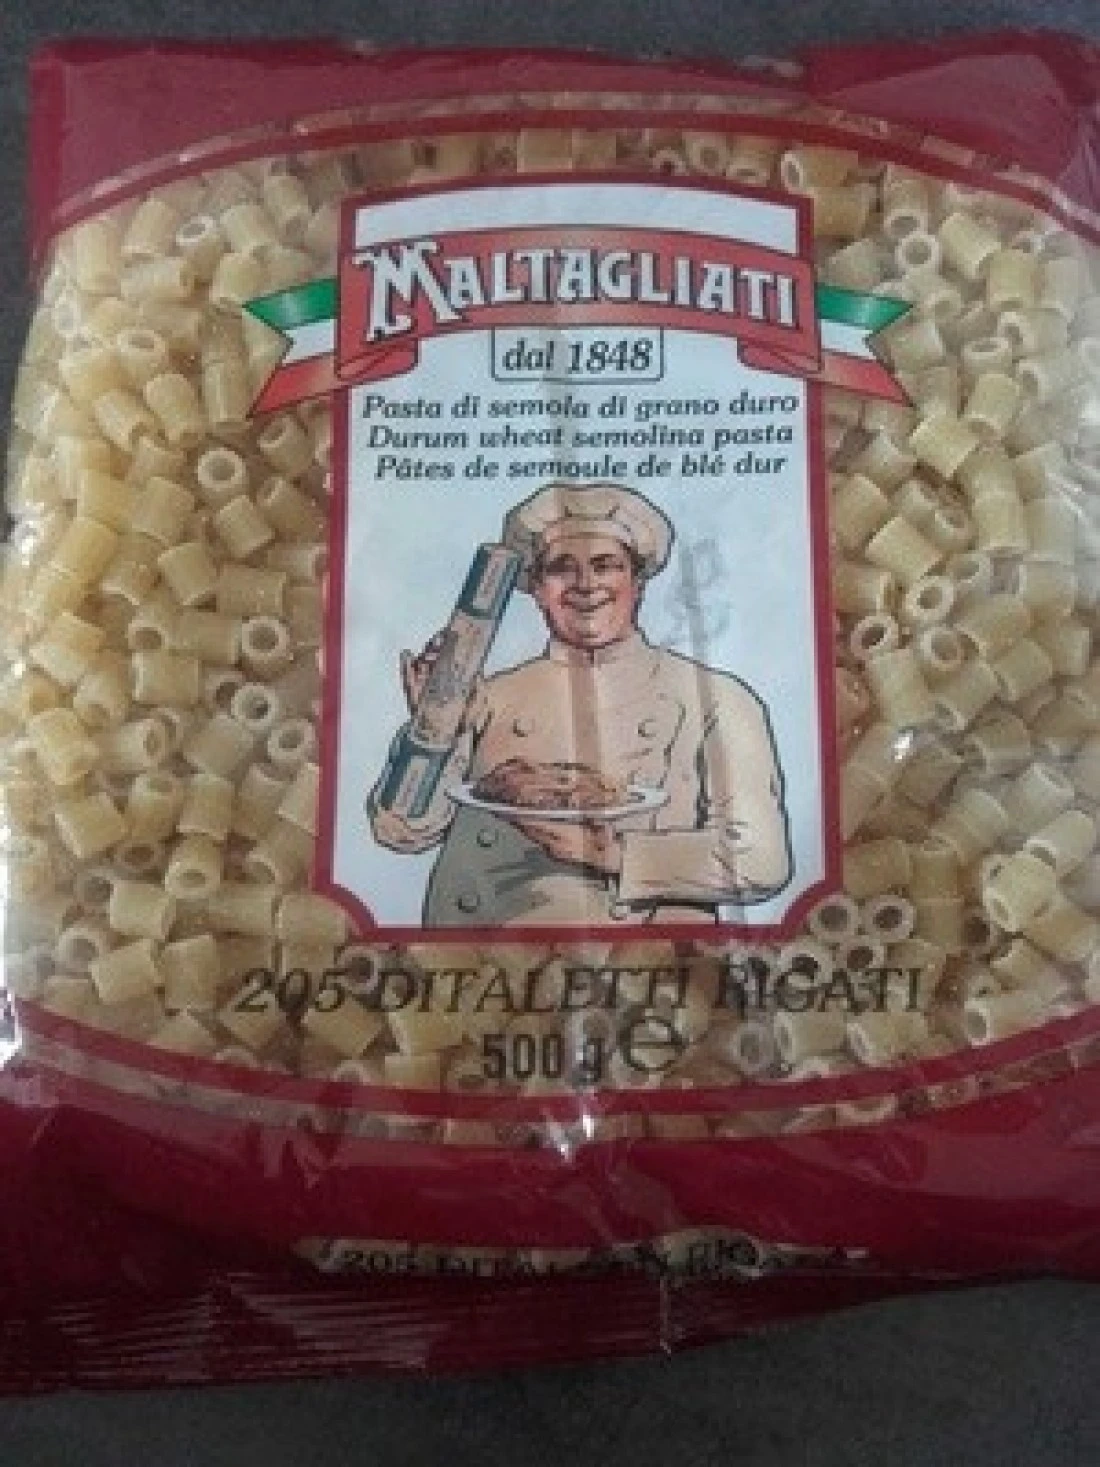 MALTAGLIATI
dal 1848
Pasta di semola di grano duro
Durum wheat semolina pasta
Pâtes de semoule de blé dur
205 DITALETTI RIGATI
500 g e
205